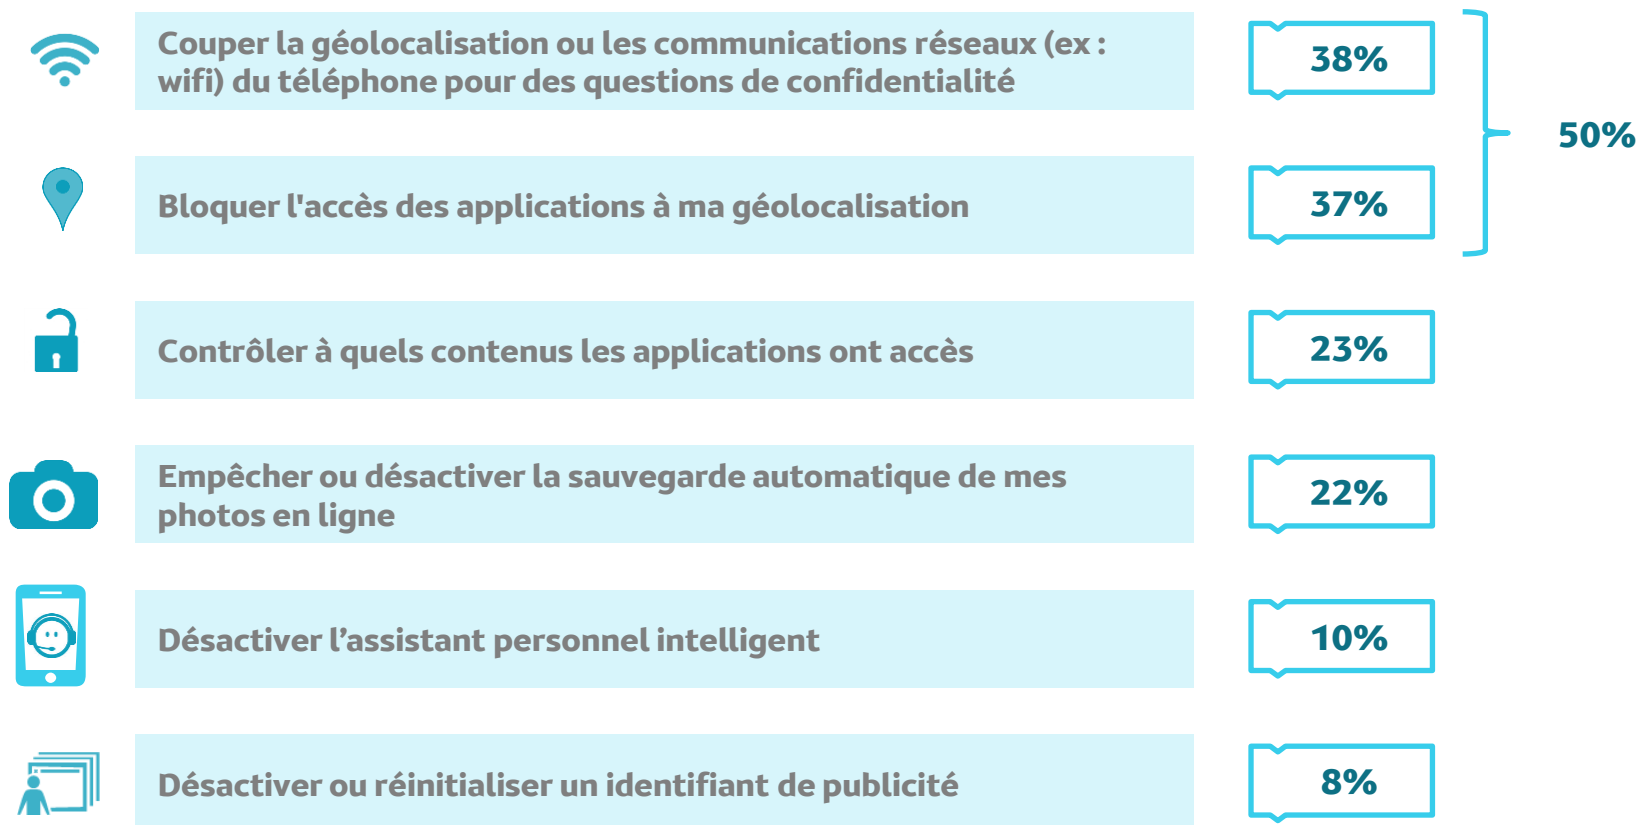 Couper la géolocalisation ou les communications réseaux (ex :
wifi) du téléphone pour des questions de confidentialité
38%
50%
Bloquer l'accès des applications à ma géolocalisation
37%
Contrôler à quels contenus les applications ont accès
23%
Empêcher ou désactiver la sauvegarde automatique de mes
photos en ligne
22%
Désactiver l’assistant personnel intelligent
10%
Désactiver ou réinitialiser un identifiant de publicité
8%